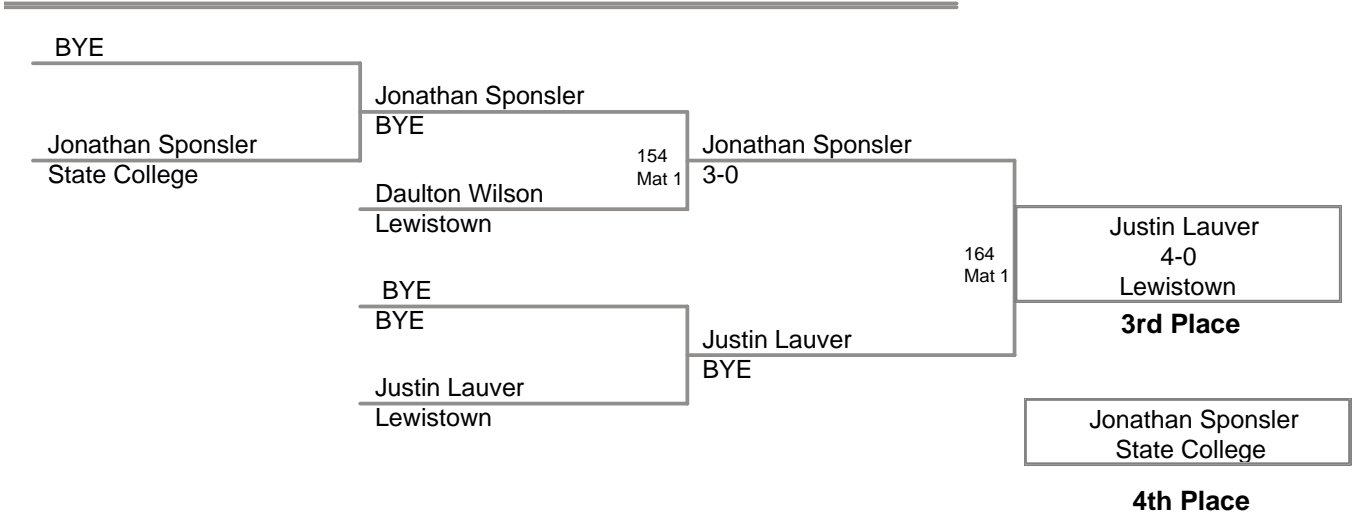 BYE
Jonathan Sponsler
State College
Jonathan Sponsler
BYE
Daulton Wilson
Lewistown
154
Mat 1
Jonathan Sponsler
3-0
BYE
BYE
Justin Lauver
Lewistown
Justin Lauver
BYE
164
Mat 1
Justin Lauver
4-0
Lewistown
3rd Place
Jonathan Sponsler
State College
4th Place